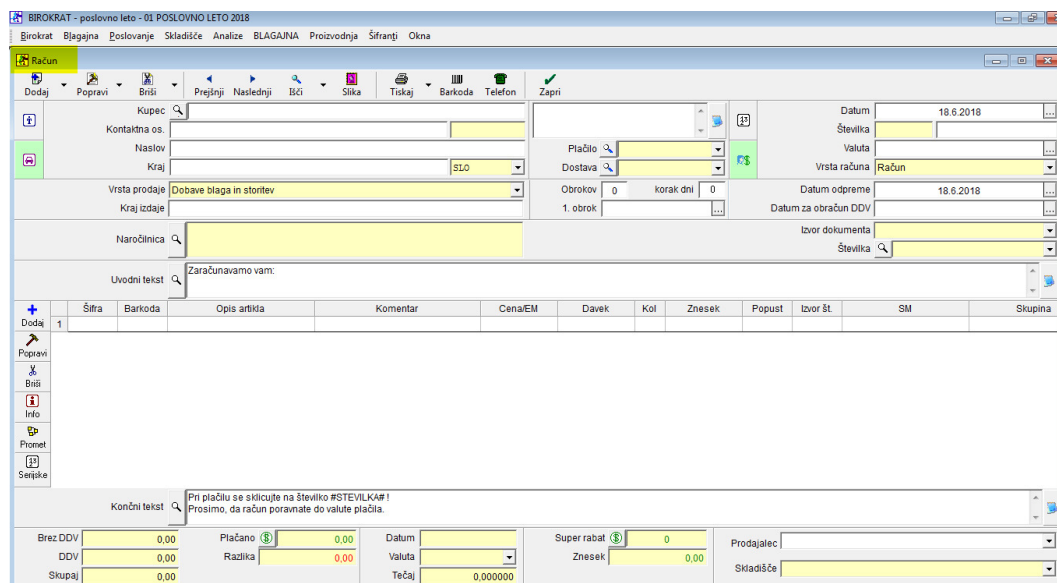 BIROKRAT - poslovno leto - 01 POSLOVNO LETO 2018
Birokrat Blagajna Poslovanje Skladišče Analize BLAGAJNA Proizvodnja Šifranti Okna
Račun
Dodaj Popravi Briši Prejšnji Naslednji Išči Slika Tiskaj Barkoda Telefon Zapri
Kupec Datum 18.6.2018 ...
Kontaktna os. Številka
Naslov Plačilo Valuta ...
Kraj SLO Dostava Vrsta računa Račun
Vrsta prodaje Dobave blaga in storitev Obrokov 0 korak dni 0 Datum odpreme 18.6.2018 ...
Kraj izdaje 1. obrok ... Datum za obračun DDV ...
Izvor dokumenta
Naročilnica Številka
Uvodni tekst Zaračunavamo vam:
Dodaj Šifra Barkoda Opis artikla Komentar Cena/EM Davek Kol Znesek Popust Izvor št. SM Skupina
1
Popravi
Briši
Info
Promet
Serijske
Končni tekst Pri plačilu se sklicujte na številko #STEVILKA# !
Prosimo, da račun poravnate do valute plačila.
Brez DDV 0,00 Plačano 0,00 Datum Super rabat 0 Prodajalec
DDV 0,00 Razlika 0,00 Valuta Znesek 0,00 Skladišče
Skupaj 0,00 Tečaj 0,000000